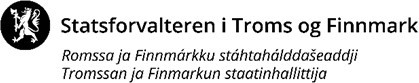 Statsforvalteren i Troms og Finnmark
Romssa ja Finnmárkku stáhtahálddašeaddji
Tromssan ja Finmarkun staatinhallittija